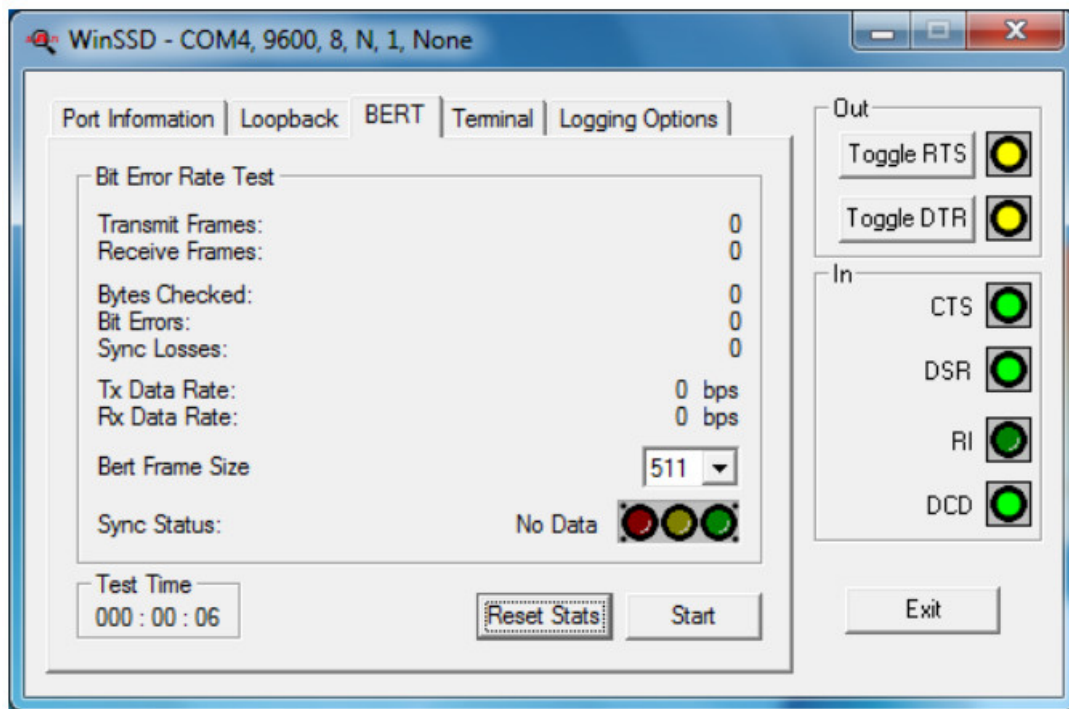 WinSSD - COM4, 9600, 8, N, 1, None
Port Information Loopback BERT Terminal Logging Options
Bit Error Rate Test
Transmit Frames: 0
Receive Frames: 0
Bytes Checked: 0
Bit Errors: 0
Sync Losses: 0
Tx Data Rate: 0 bps
Rx Data Rate: 0 bps
Bert Frame Size 511
Sync Status: No Data
Test Time
000 : 00 : 06
Reset Stats Start
Out
Toggle RTS
Toggle DTR
In
CTS
DSR
RI
DCD
Exit